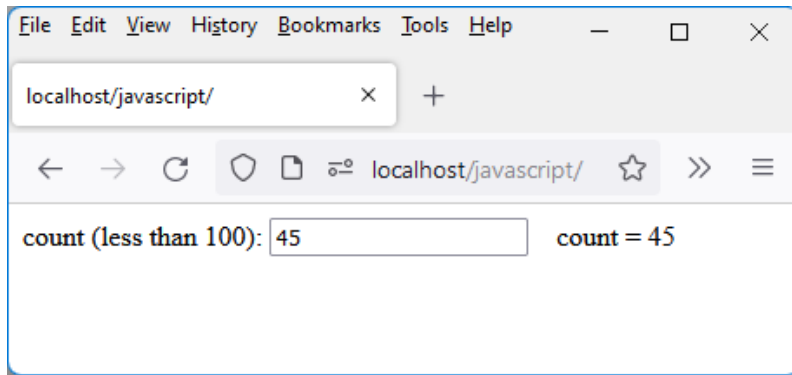 File Edit View History Bookmarks Tools Help
localhost/javascript/
localhost/javascript/
count (less than 100): 45 count = 45